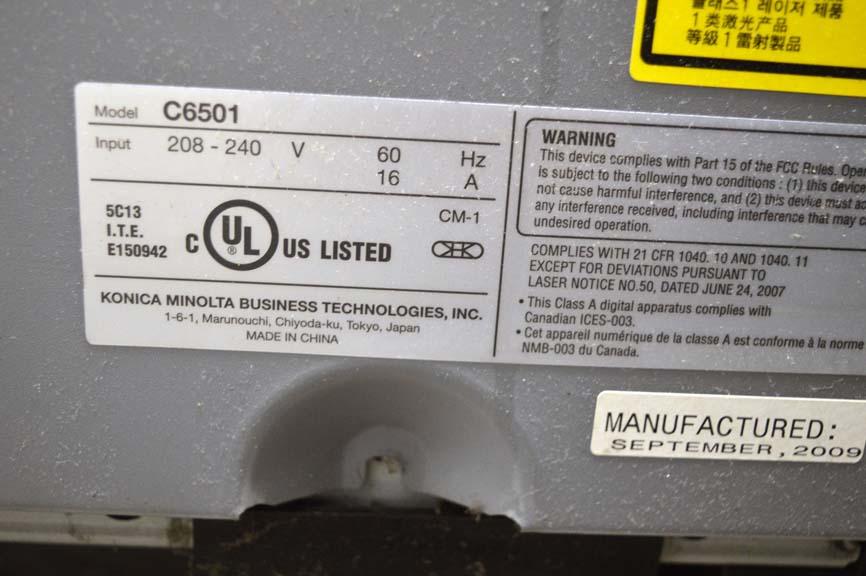 클래스1 레이저 제품
1类激光产品
等級1雷射製品
Model C6501
Input 208 - 240 V 60 Hz
16 A
5C13
I.T.E.
E150942
C UL ® US LISTED
CM-1
KONICA MINOLTA BUSINESS TECHNOLOGIES, INC.
1-6-1, Marunouchi, Chiyoda-ku, Tokyo, Japan
MADE IN CHINA
WARNING
This device complies with Part 15 of the FCC Rules.
is subject to the following two conditions : (1) this device
not cause harmful interference, and (2) this device must
any interference received, including interference that may
undesired operation.
COMPLIES WITH 21 CFR 1040. 10 AND 1040. 11
EXCEPT FOR DEVIATIONS PURSUANT TO
LASER NOTICE NO.50, DATED JUNE 24, 2007
• This Class A digital apparatus complies with
Canadian ICES-003.
• Cet appareil numérique de la classe A est conforme à la norme
NMB-003 du Canada.
MANUFACTURED:
SEPTEMBER, 2009